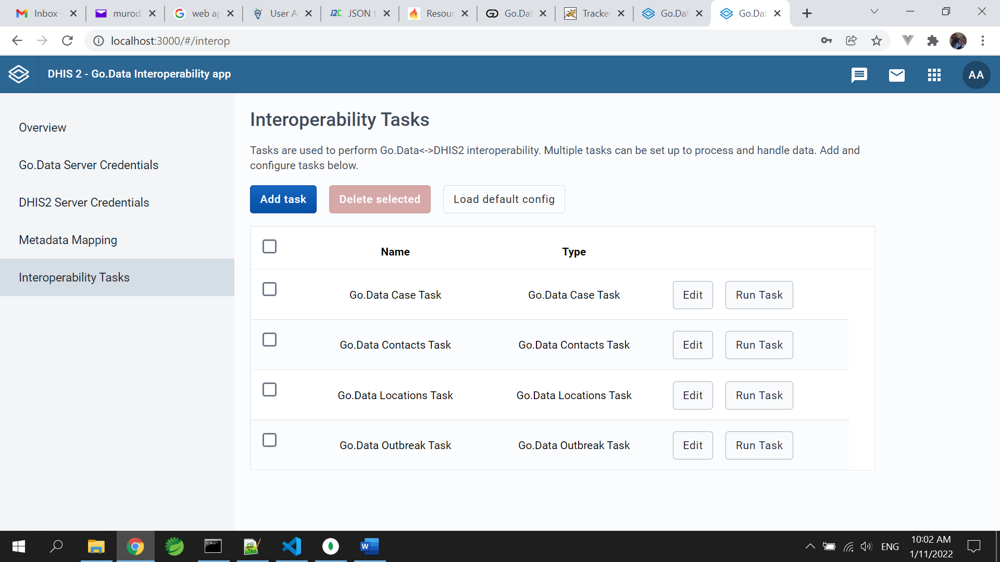 Inbox -
murodl
web ap
User A
J2C JSON t
Resour
Go.Dat
Tracker
Go.Dat
Go.Dat
localhost:3000/#/interop
DHIS 2 - Go.Data Interoperability app
AA
Overview
Go.Data Server Credentials
DHIS2 Server Credentials
Metadata Mapping
Interoperability Tasks
Interoperability Tasks
Tasks are used to perform Go.Data<->DHIS2 interoperability. Multiple tasks can be set up to process and handle data. Add and
configure tasks below.
Add task Delete selected Load default config
Name Type
Go.Data Case Task Go.Data Case Task Edit Run Task
Go.Data Contacts Task Go.Data Contacts Task Edit Run Task
Go.Data Locations Task Go.Data Locations Task Edit Run Task
Go.Data Outbreak Task Go.Data Outbreak Task Edit Run Task
ENG
10:02 AM
1/11/2022